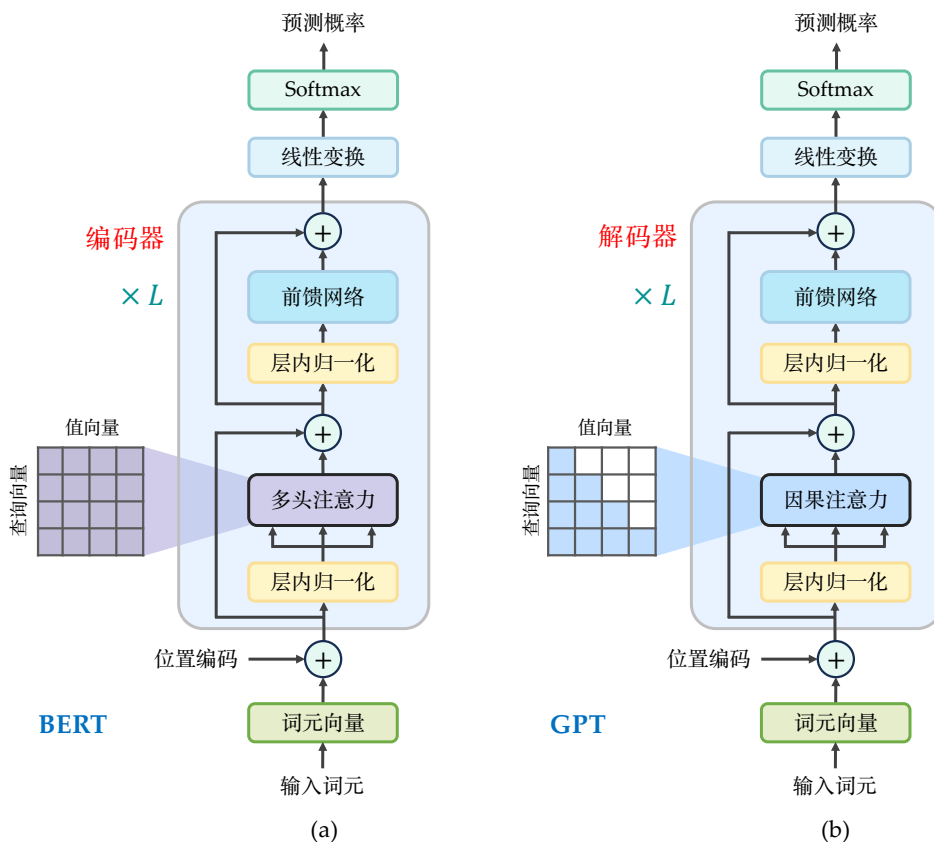 预测概率
Softmax
线性变换
+
编码器
× L
前馈网络
层内归一化
+
值向量
查询向量
多头注意力
层内归一化
位置编码
+
BERT
词元向量
输入词元
(a)
预测概率
Softmax
线性变换
+
解码器
× L
前馈网络
层内归一化
+
值向量
查询向量
因果注意力
层内归一化
位置编码
+
GPT
词元向量
输入词元
(b)